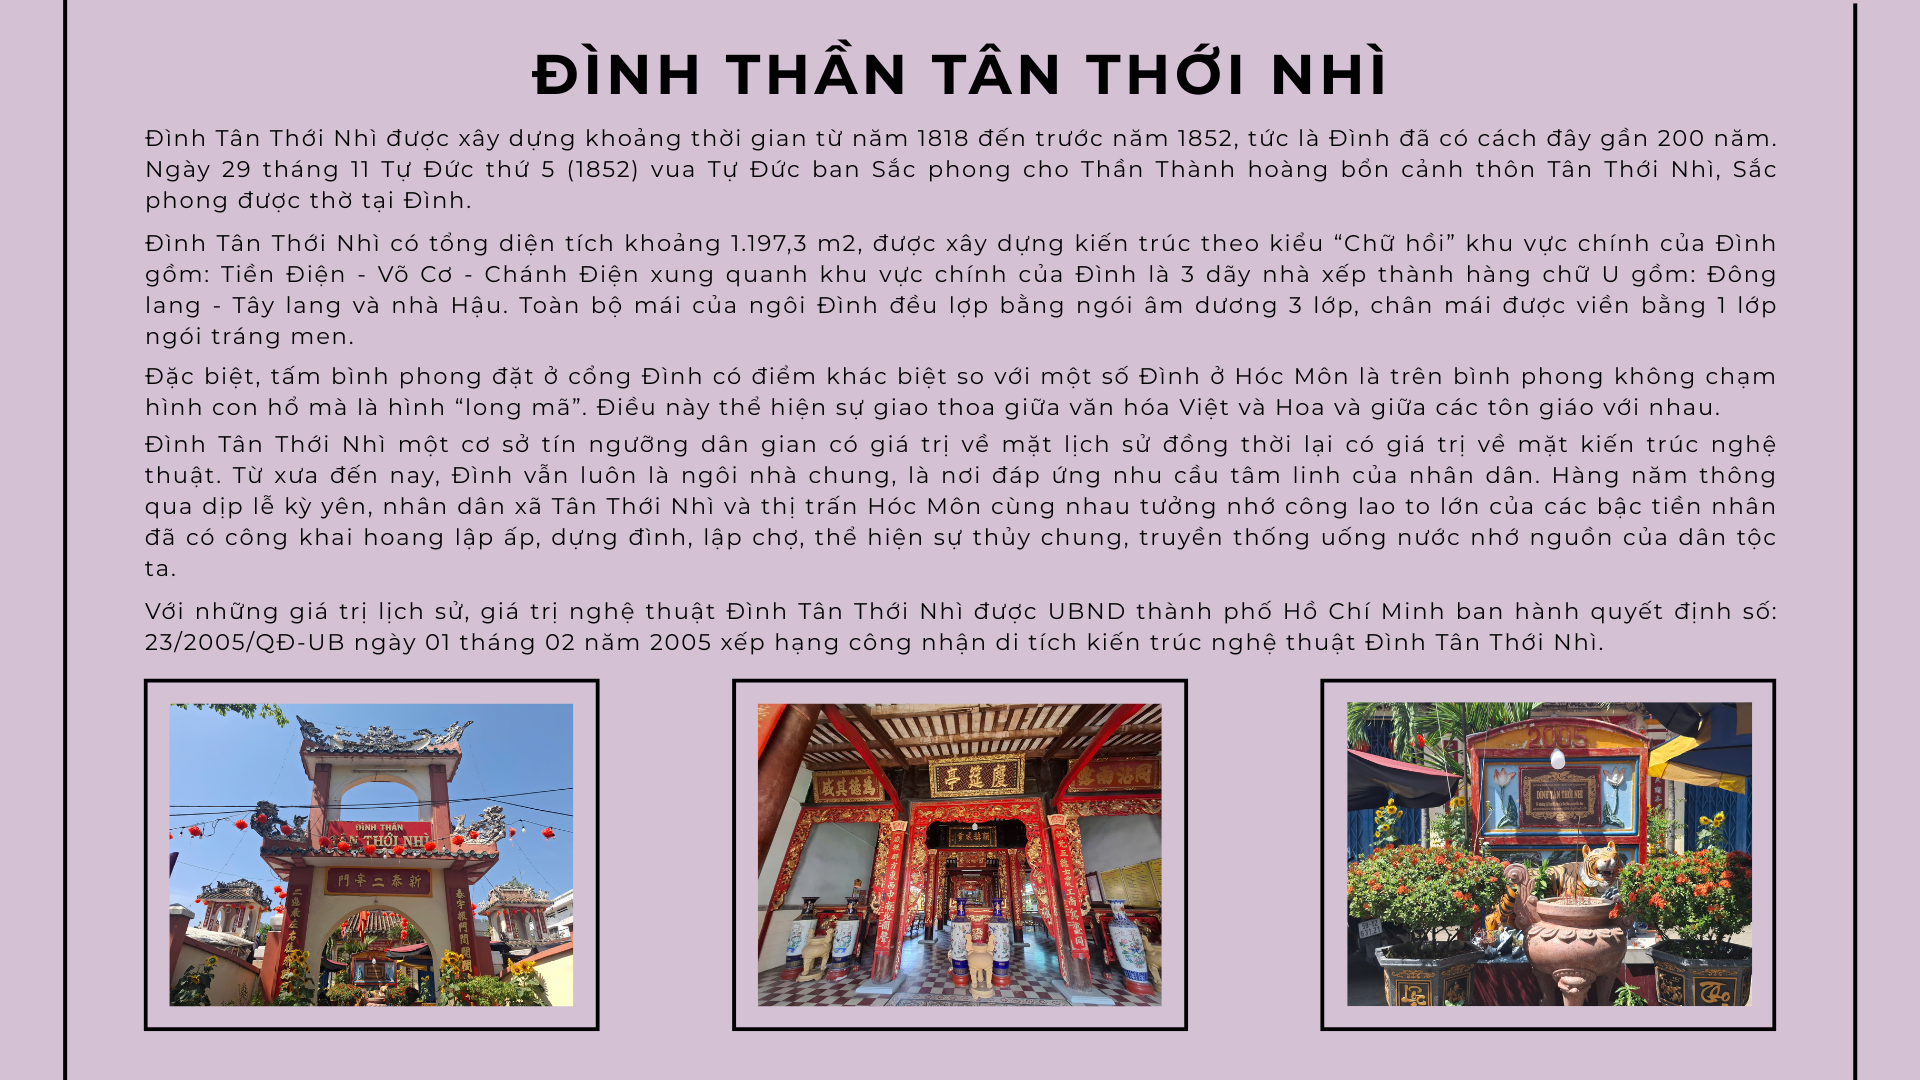 ĐÌNH THẦN TÂN THỚI NHÌ
Đình Tân Thới Nhì được xây dựng khoảng thời gian từ năm 1818 đến trước năm 1852, tức là Đình đã có cách đây gần 200 năm.
Ngày 29 tháng 11 Tự Đức thứ 5 (1852) vua Tự Đức ban Sắc phong cho Thần Thành hoàng bổn cảnh thôn Tân Thới Nhì, Sắc
phong được thờ tại Đình.
Đình Tân Thới Nhì có tổng diện tích khoảng 1.197,3 m2, được xây dựng kiến trúc theo kiểu “Chữ hồi” khu vực chính của Đình
gồm: Tiền Điện - Võ Cơ - Chánh Điện xung quanh khu vực chính của Đình là 3 dãy nhà xếp thành hàng chữ U gồm: Đông
lang - Tây lang và nhà Hậu. Toàn bộ mái của ngôi Đình đều lợp bằng ngói âm dương 3 lớp, chân mái được viền bằng 1 lớp
ngói tráng men.
Đặc biệt, tấm bình phong đặt ở cổng Đình có điểm khác biệt so với một số Đình ở Hóc Môn là trên bình phong không chạm
hình con hổ mà là hình “long mã”. Điều này thể hiện sự giao thoa giữa văn hóa Việt và Hoa và giữa các tôn giáo với nhau.
Đình Tân Thới Nhì một cơ sở tín ngưỡng dân gian có giá trị về mặt lịch sử đồng thời lại có giá trị về mặt kiến trúc nghệ
thuật. Từ xưa đến nay, Đình vẫn luôn là ngôi nhà chung, là nơi đáp ứng nhu cầu tâm linh của nhân dân. Hàng năm thông
qua dịp lễ kỳ yên, nhân dân xã Tân Thới Nhì và thị trấn Hóc Môn cùng nhau tưởng nhớ công lao to lớn của các bậc tiền nhân
đã có công khai hoang lập ấp, dựng đình, lập chợ, thể hiện sự thủy chung, truyền thống uống nước nhớ nguồn của dân tộc
ta.
Với những giá trị lịch sử, giá trị nghệ thuật Đình Tân Thới Nhì được UBND thành phố Hồ Chí Minh ban hành quyết định số:
23/2005/QĐ-UB ngày 01 tháng 02 năm 2005 xếp hạng công nhận di tích kiến trúc nghệ thuật Đình Tân Thới Nhì.
ĐÌNH THẦN
TÂN THỚI NHÌ
門辛二泰新
咸其德萬
亭筵慶
2005
ĐÌNH TÂN THỚI NHÌ